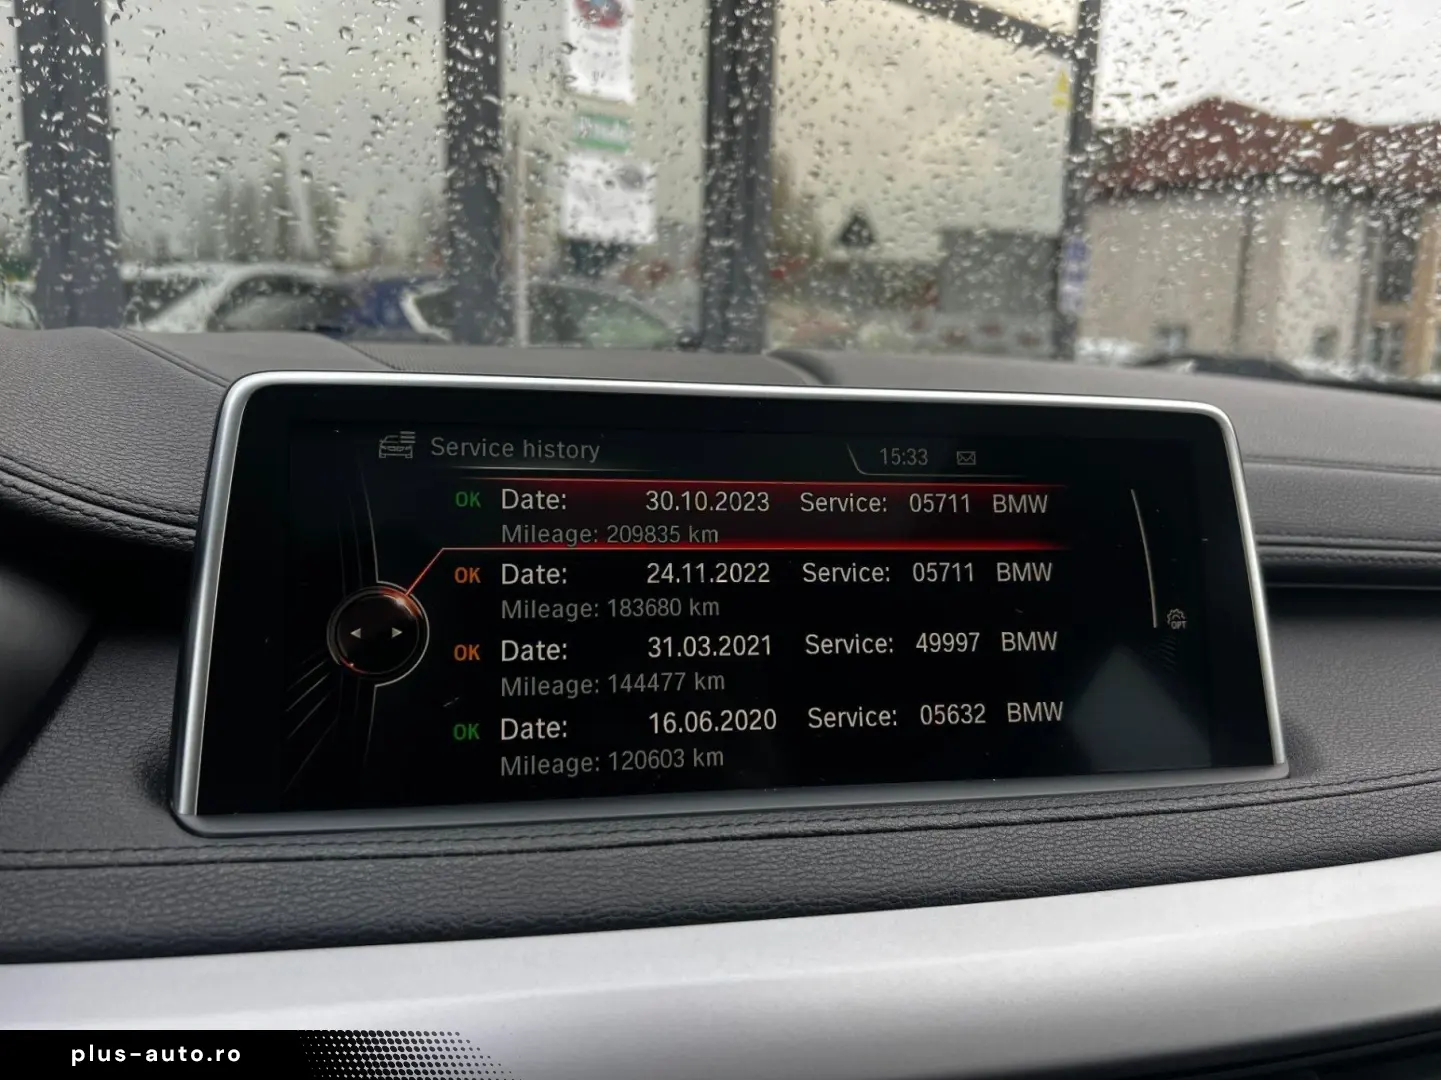 Service history 15:33
OK Date: 30.10.2023 Service: 05711 BMW
Mileage: 209835 km
OK Date: 24.11.2022 Service: 05711 BMW
Mileage: 183680 km
OK Date: 31.03.2021 Service: 49997 BMW
Mileage: 144477 km
OK Date: 16.06.2020 Service: 05632 BMW
Mileage: 120603 km
OPT
plus-auto.ro